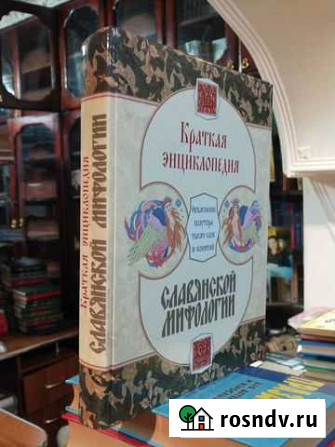 Краткая
энциклопедия
славянской мифологии
Краткая
энциклопедия
славянской
мифологии
rosndv.ru